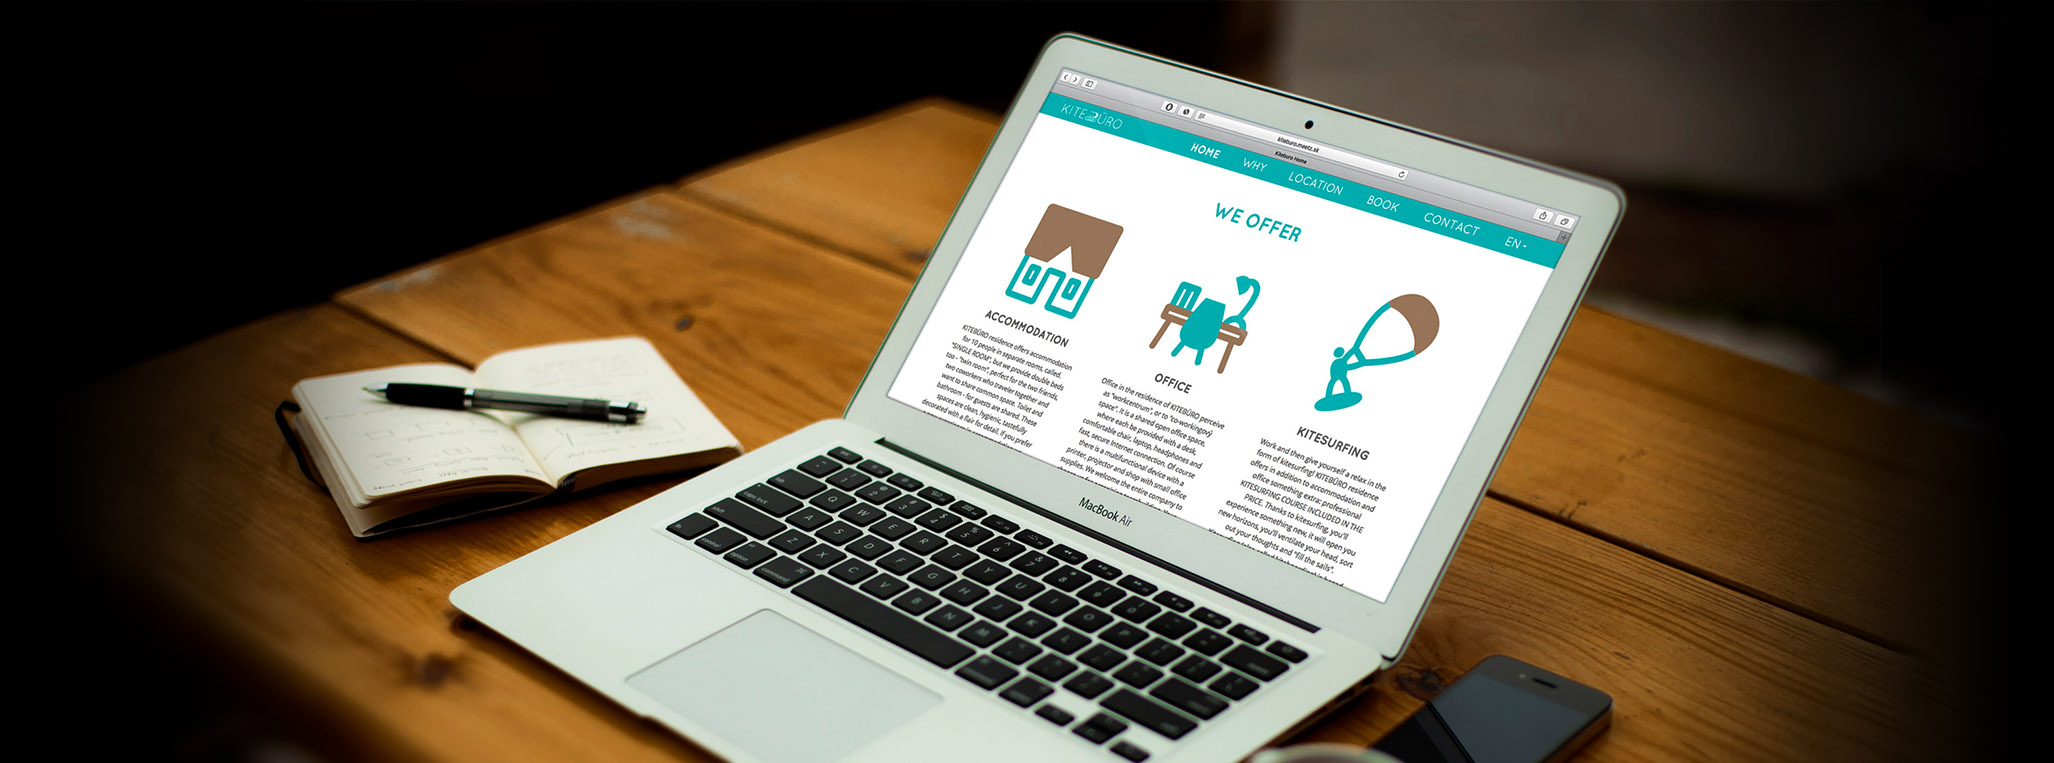 kiteburo.meetz.sk
Kiteburo Home
KITEBÜRO
HOME WHY LOCATION BOOK CONTACT EN
WE OFFER
ACCOMMODATION
KITEBÜRO residence offers accommodation
for 10 people in separate rooms, called.
"SINGLE ROOM", but we provide double beds
too - "twin room", perfect for the two friends,
two coworkers who traveler together and
want to share common space. Toilet and
bathroom - for guests are shared. These
spaces are clean, hygienic, tastefully
decorated with a flair for detail. If you prefer
OFFICE
Office in the residence of KITEBÜRO perceive
as "workcentrum", or to "co-workingový
space". It is a shared open office space,
where each be provided with a desk,
comfortable chair, laptop, headphones and
fast, secure Internet connection. Of course
there is a multifunctional device with a
printer, projector and shop with small office
supplies. We welcome the entire company to
KITESURFING
Work and then give yourself a relax in the
form of kitesurfing! KITEBÜRO residence
offers in addition to accommodation and
office something extra: professional
KITESURFING COURSE INCLUDED IN THE
PRICE. Thanks to kitesurfing, you'll
experience something new, it will open you
new horizons, you'll ventilate your head, sort
out your thoughts and "fill the sails".
MacBook Air
tab
caps lock
shift
fn
control
option
command
Q W E R T Y U I O P
A S D F G H J K L
Z X C V B N M